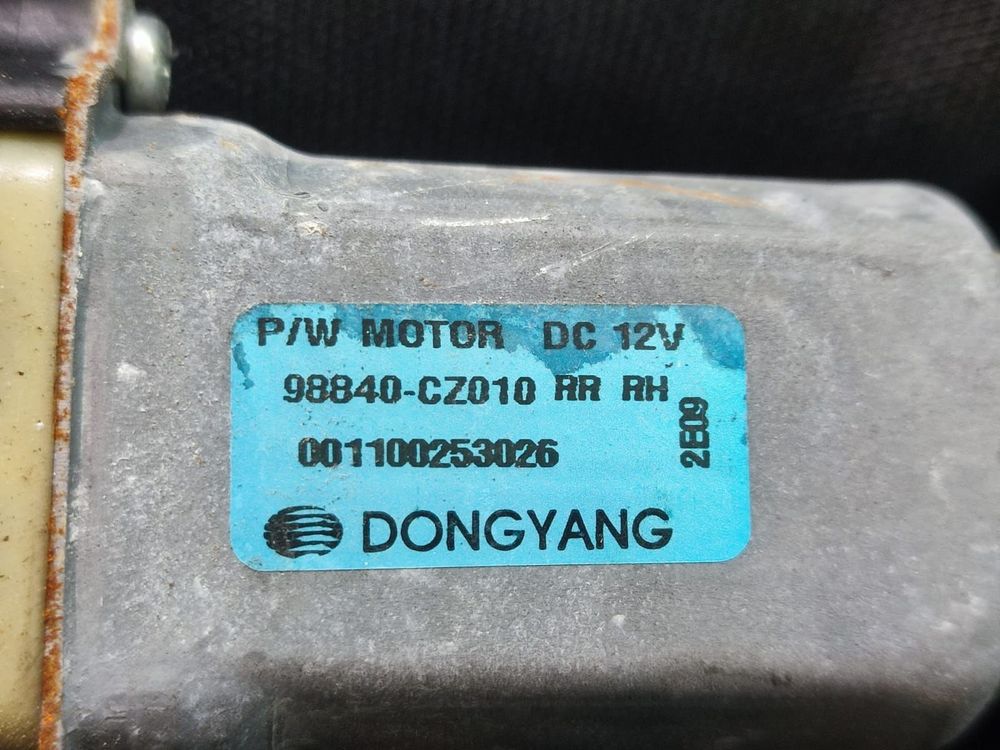 P/W MOTOR DC 12V
98840-CZ010 RR RH
001100253026
2E09
DONGYANG